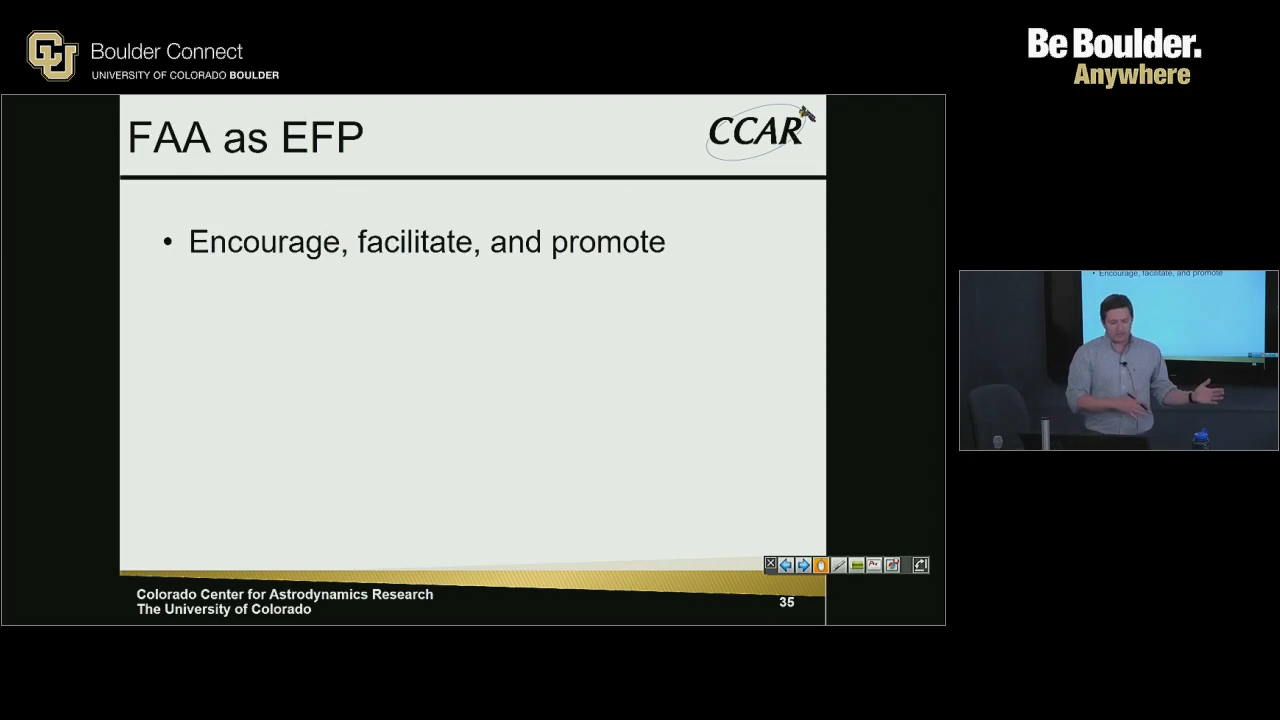 CU
Boulder Connect
UNIVERSITY OF COLORADO BOULDER
Be Boulder.
Anywhere
FAA as EFP
CCAR
• Encourage, facilitate, and promote
• Encourage, facilitate, and promote
Colorado Center for Astrodynamics Research
The University of Colorado
35